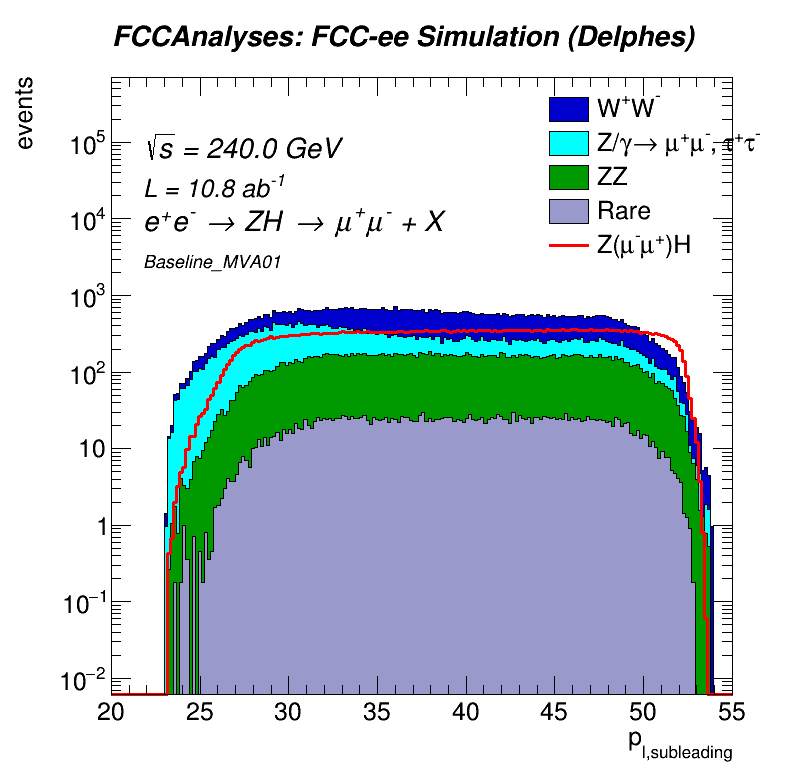 FCCAnalyses: FCC-ee Simulation (Delphes)
events
10⁵
10⁴
10³
10²
10
1
10⁻¹
10⁻²
√s = 240.0 GeV
L = 10.8 ab⁻¹
e⁺e⁻ → ZH → μ⁺μ⁻ + X
Baseline_MVA01
W⁺W⁻
Z/γ→ μ⁺μ⁻, τ⁺τ⁻
ZZ
Rare
Z(μ⁻μ⁺)H
20 25 30 35 40 45 50 55
p_l,subleading